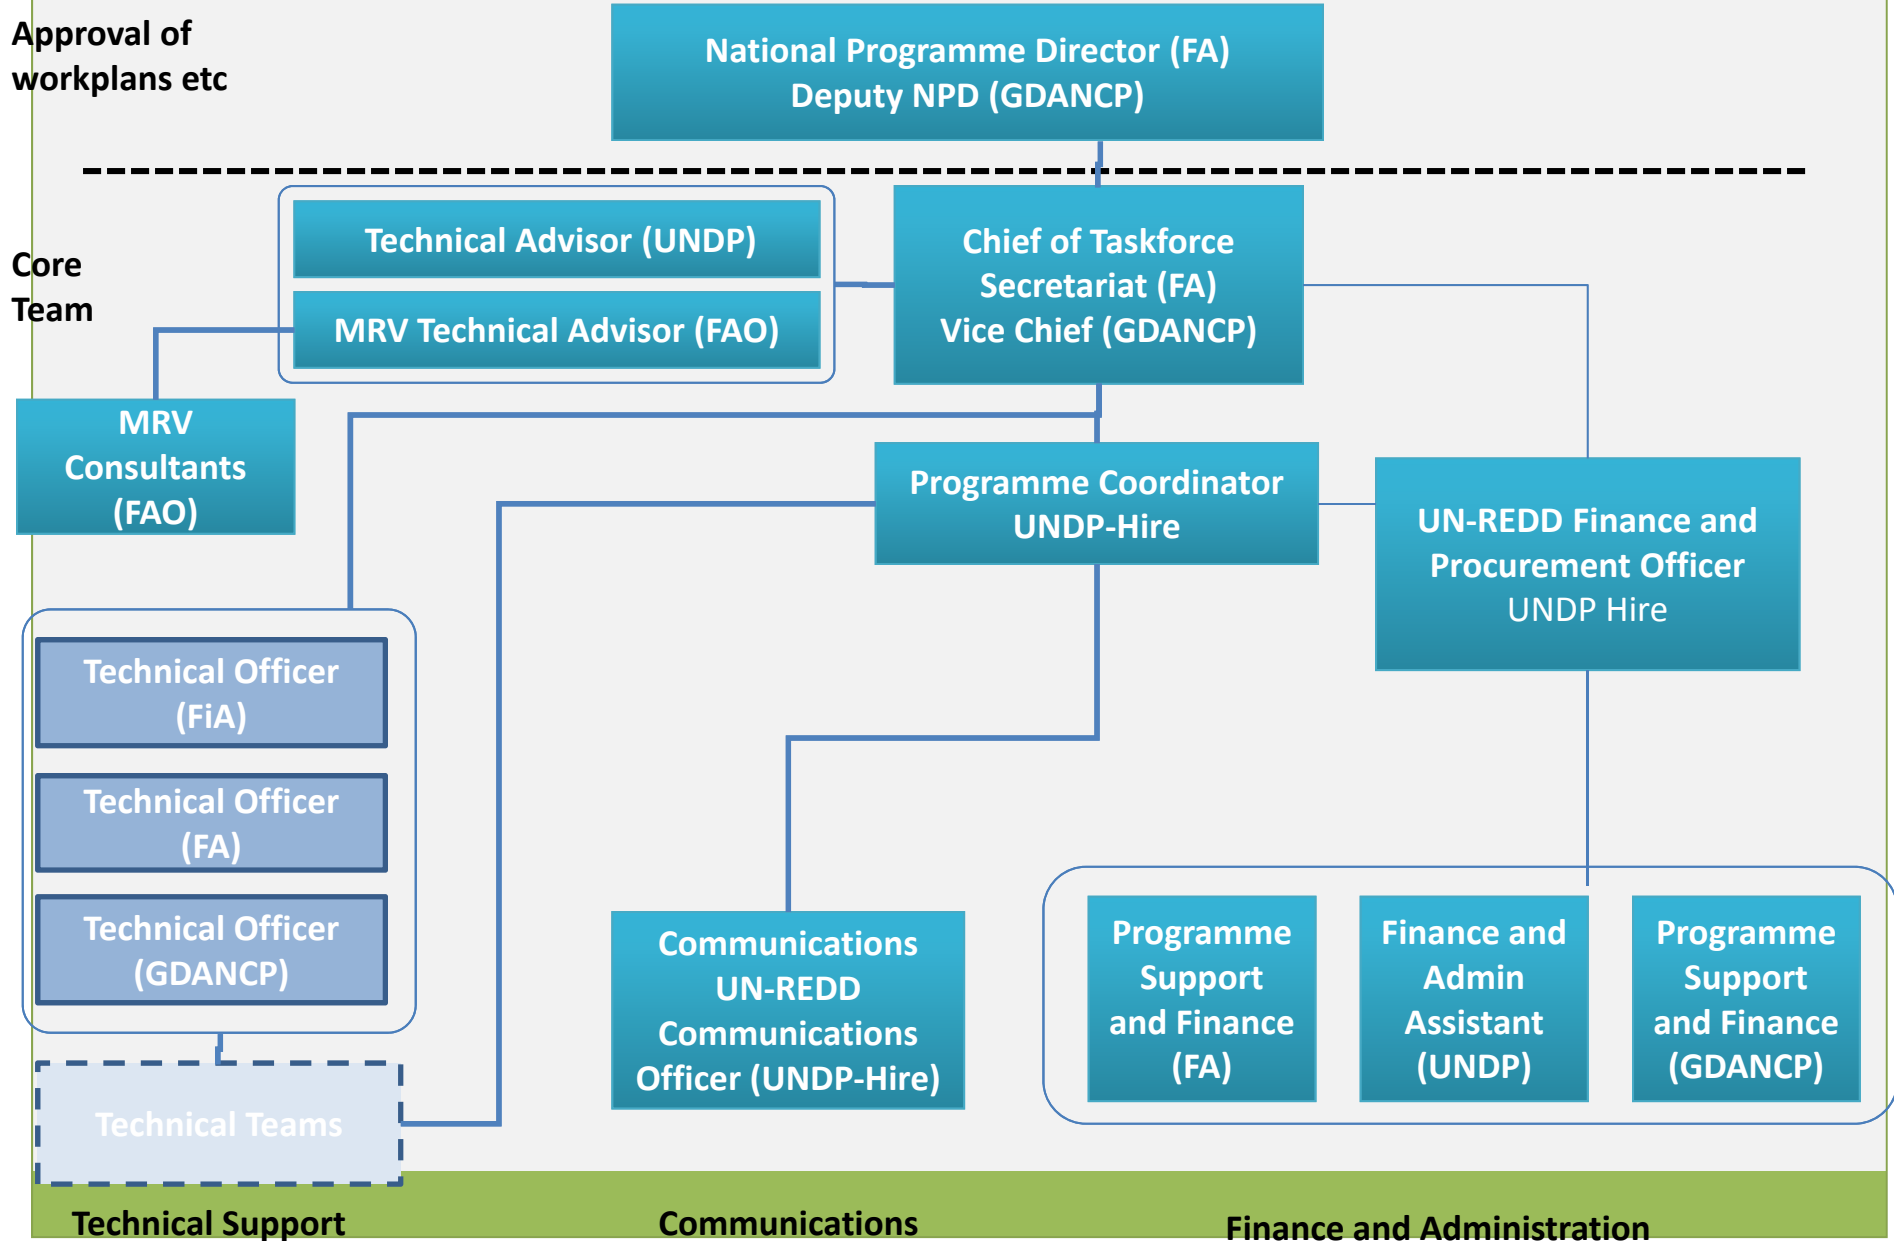 Approval of
workplans etc
National Programme Director (FA)
Deputy NPD (GDANCP)
Core
Team
Technical Advisor (UNDP)
MRV Technical Advisor (FAO)
Chief of Taskforce
Secretariat (FA)
Vice Chief (GDANCP)
MRV
Consultants
(FAO)
Programme Coordinator
UNDP-Hire
UN-REDD Finance and
Procurement Officer
UNDP Hire
Technical Officer
(FiA)
Technical Officer
(FA)
Technical Officer
(GDANCP)
Technical Teams
Communications
UN-REDD
Communications
Officer (UNDP-Hire)
Programme
Support
and Finance
(FA)
Finance and
Admin
Assistant
(UNDP)
Programme
Support
and Finance
(GDANCP)
Technical Support
Communications
Finance and Administration